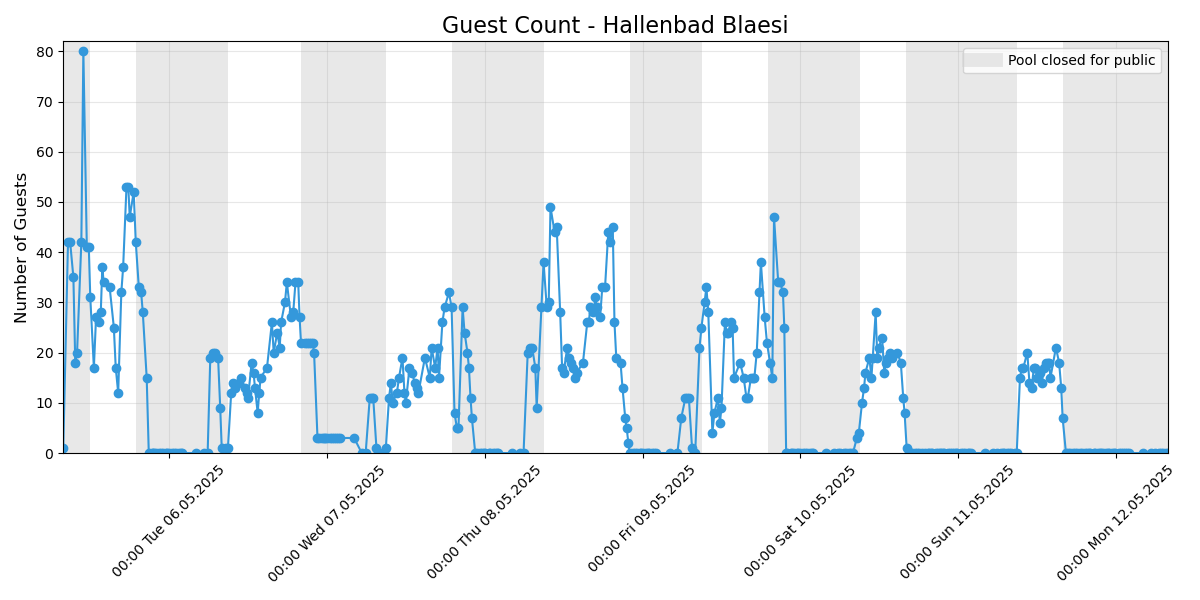 Guest Count - Hallenbad Blaesi
Pool closed for public
Number of Guests
80
70
60
50
40
30
20
10
0
00:00 Tue 06.05.2025
00:00 Wed 07.05.2025
00:00 Thu 08.05.2025
00:00 Fri 09.05.2025
00:00 Sat 10.05.2025
00:00 Sun 11.05.2025
00:00 Mon 12.05.2025